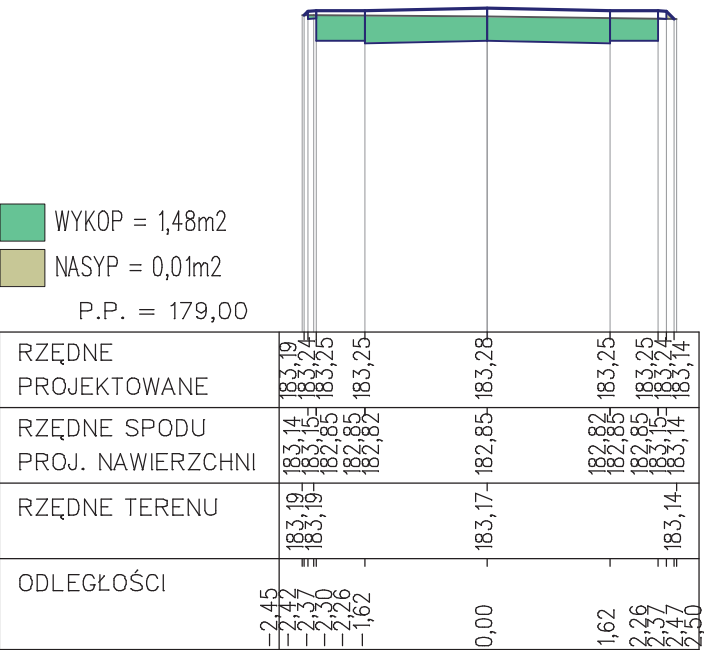 WYKOP = 1,48m2
NASYP = 0,01m2
P.P. = 179,00
RZĘDNE
PROJEKTOWANE
183,19 183,24 183,25 183,25 183,28 183,25 183,25 183,24 183,14
RZĘDNE SPODU
PROJ. NAWIERZCHNI
183,14 183,15 182,85 182,85 182,82 182,85 182,82 182,85 182,85 183,15 183,14
RZĘDNE TERENU
183,19 183,19 183,17 183,14
ODLEGŁOŚCI
-2,45 -2,42 -2,37 -2,30 -2,26 -1,62 0,00 1,62 2,26 2,37 2,47 2,50